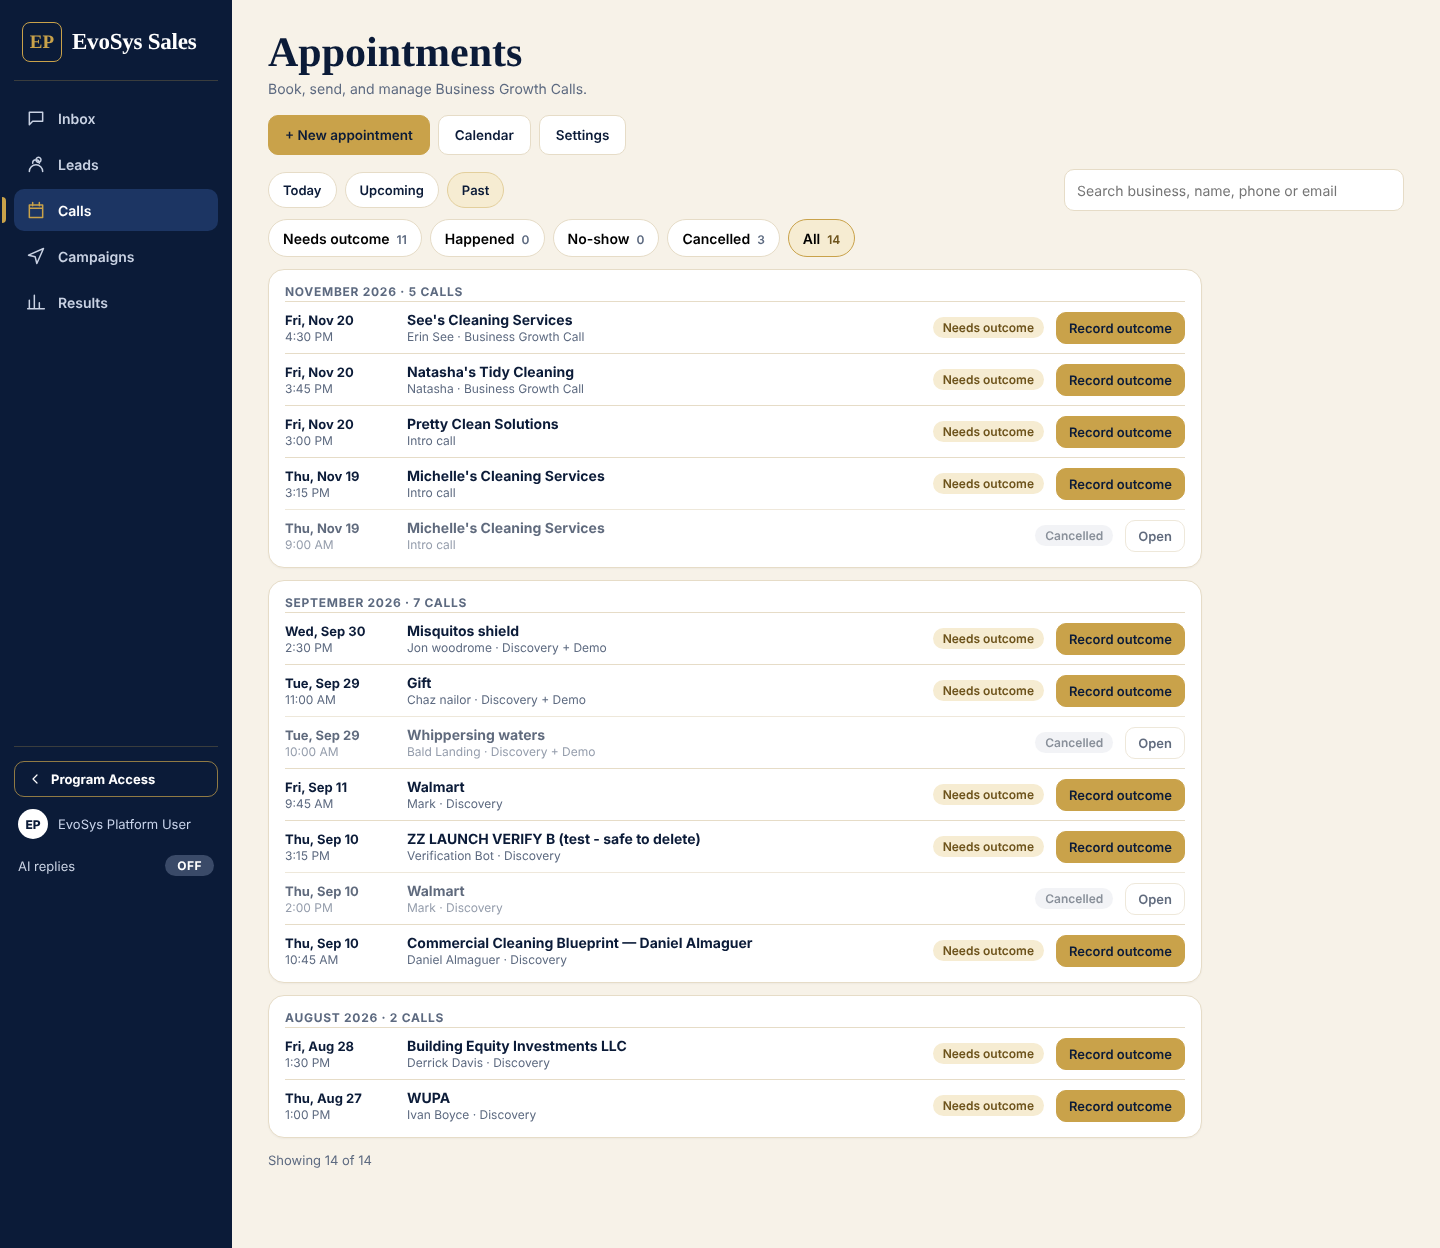 EP EvoSys Sales
Inbox
Leads
Calls
Campaigns
Results
Program Access
EP EvoSys Platform User
AI replies OFF
Appointments
Book, send, and manage Business Growth Calls.
+ New appointment Calendar Settings
Today Upcoming Past Search business, name, phone or email
Needs outcome 11 Happened 0 No-show 0 Cancelled 3 All 14
NOVEMBER 2026 · 5 CALLS
Fri, Nov 20 See's Cleaning Services Needs outcome Record outcome
4:30 PM Erin See · Business Growth Call
Fri, Nov 20 Natasha's Tidy Cleaning Needs outcome Record outcome
3:45 PM Natasha · Business Growth Call
Fri, Nov 20 Pretty Clean Solutions Needs outcome Record outcome
3:00 PM Intro call
Thu, Nov 19 Michelle's Cleaning Services Needs outcome Record outcome
3:15 PM Intro call
Thu, Nov 19 Michelle's Cleaning Services Cancelled Open
9:00 AM Intro call
SEPTEMBER 2026 · 7 CALLS
Wed, Sep 30 Misquitos shield Needs outcome Record outcome
2:30 PM Jon woodrome · Discovery + Demo
Tue, Sep 29 Gift Needs outcome Record outcome
11:00 AM Chaz nailor · Discovery + Demo
Tue, Sep 29 Whippersing waters Cancelled Open
10:00 AM Bald Landing · Discovery + Demo
Fri, Sep 11 Walmart Needs outcome Record outcome
9:45 AM Mark · Discovery
Thu, Sep 10 ZZ LAUNCH VERIFY B (test - safe to delete) Needs outcome Record outcome
3:15 PM Verification Bot · Discovery
Thu, Sep 10 Walmart Cancelled Open
2:00 PM Mark · Discovery
Thu, Sep 10 Commercial Cleaning Blueprint — Daniel Almaguer Needs outcome Record outcome
10:45 AM Daniel Almaguer · Discovery
AUGUST 2026 · 2 CALLS
Fri, Aug 28 Building Equity Investments LLC Needs outcome Record outcome
1:30 PM Derrick Davis · Discovery
Thu, Aug 27 WUPA Needs outcome Record outcome
1:00 PM Ivan Boyce · Discovery
Showing 14 of 14